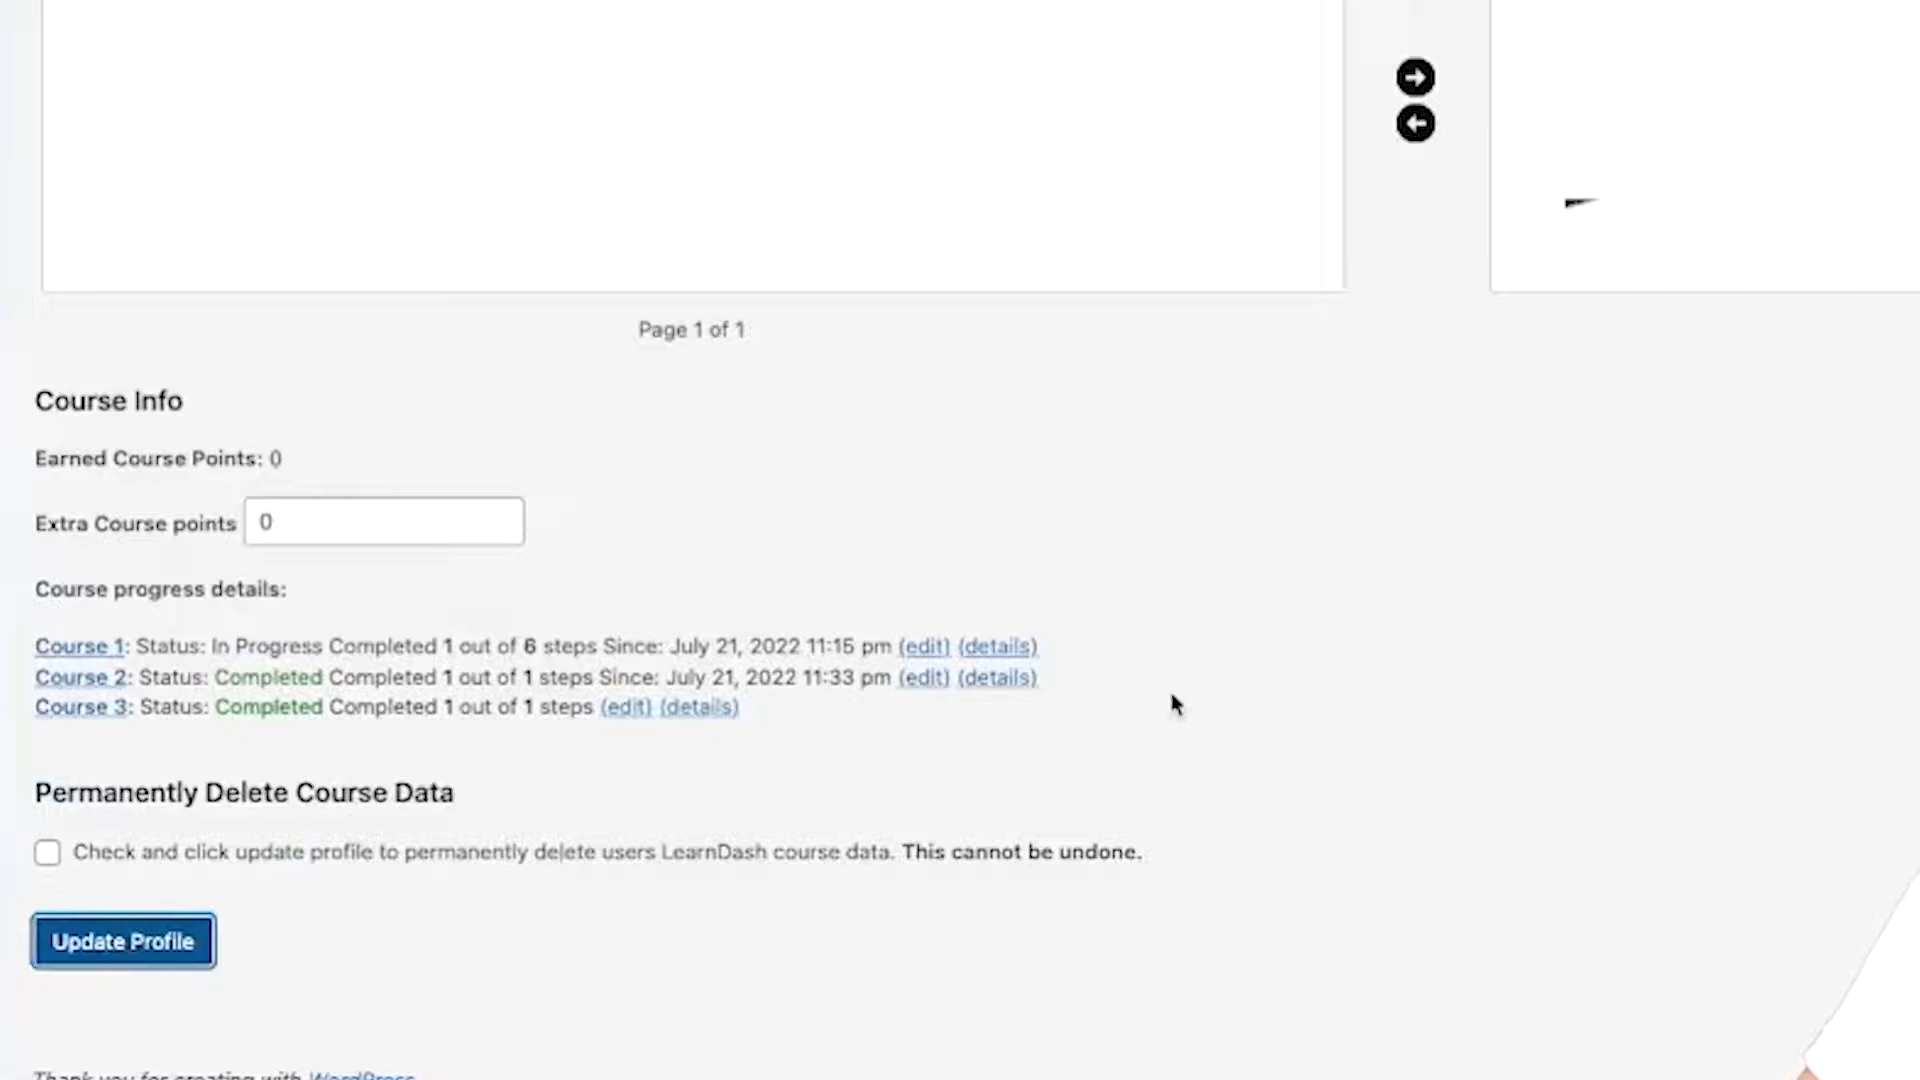 Page 1 of 1
Course Info
Earned Course Points: 0
Extra Course points 0
Course progress details:
Course 1: Status: In Progress Completed 1 out of 6 steps Since: July 21, 2022 11:15 pm (edit) (details)
Course 2: Status: Completed Completed 1 out of 1 steps Since: July 21, 2022 11:33 pm (edit) (details)
Course 3: Status: Completed Completed 1 out of 1 steps (edit) (details)
Permanently Delete Course Data
Check and click update profile to permanently delete users LearnDash course data. This cannot be undone.
Update Profile
Thank you for creating with WordPress